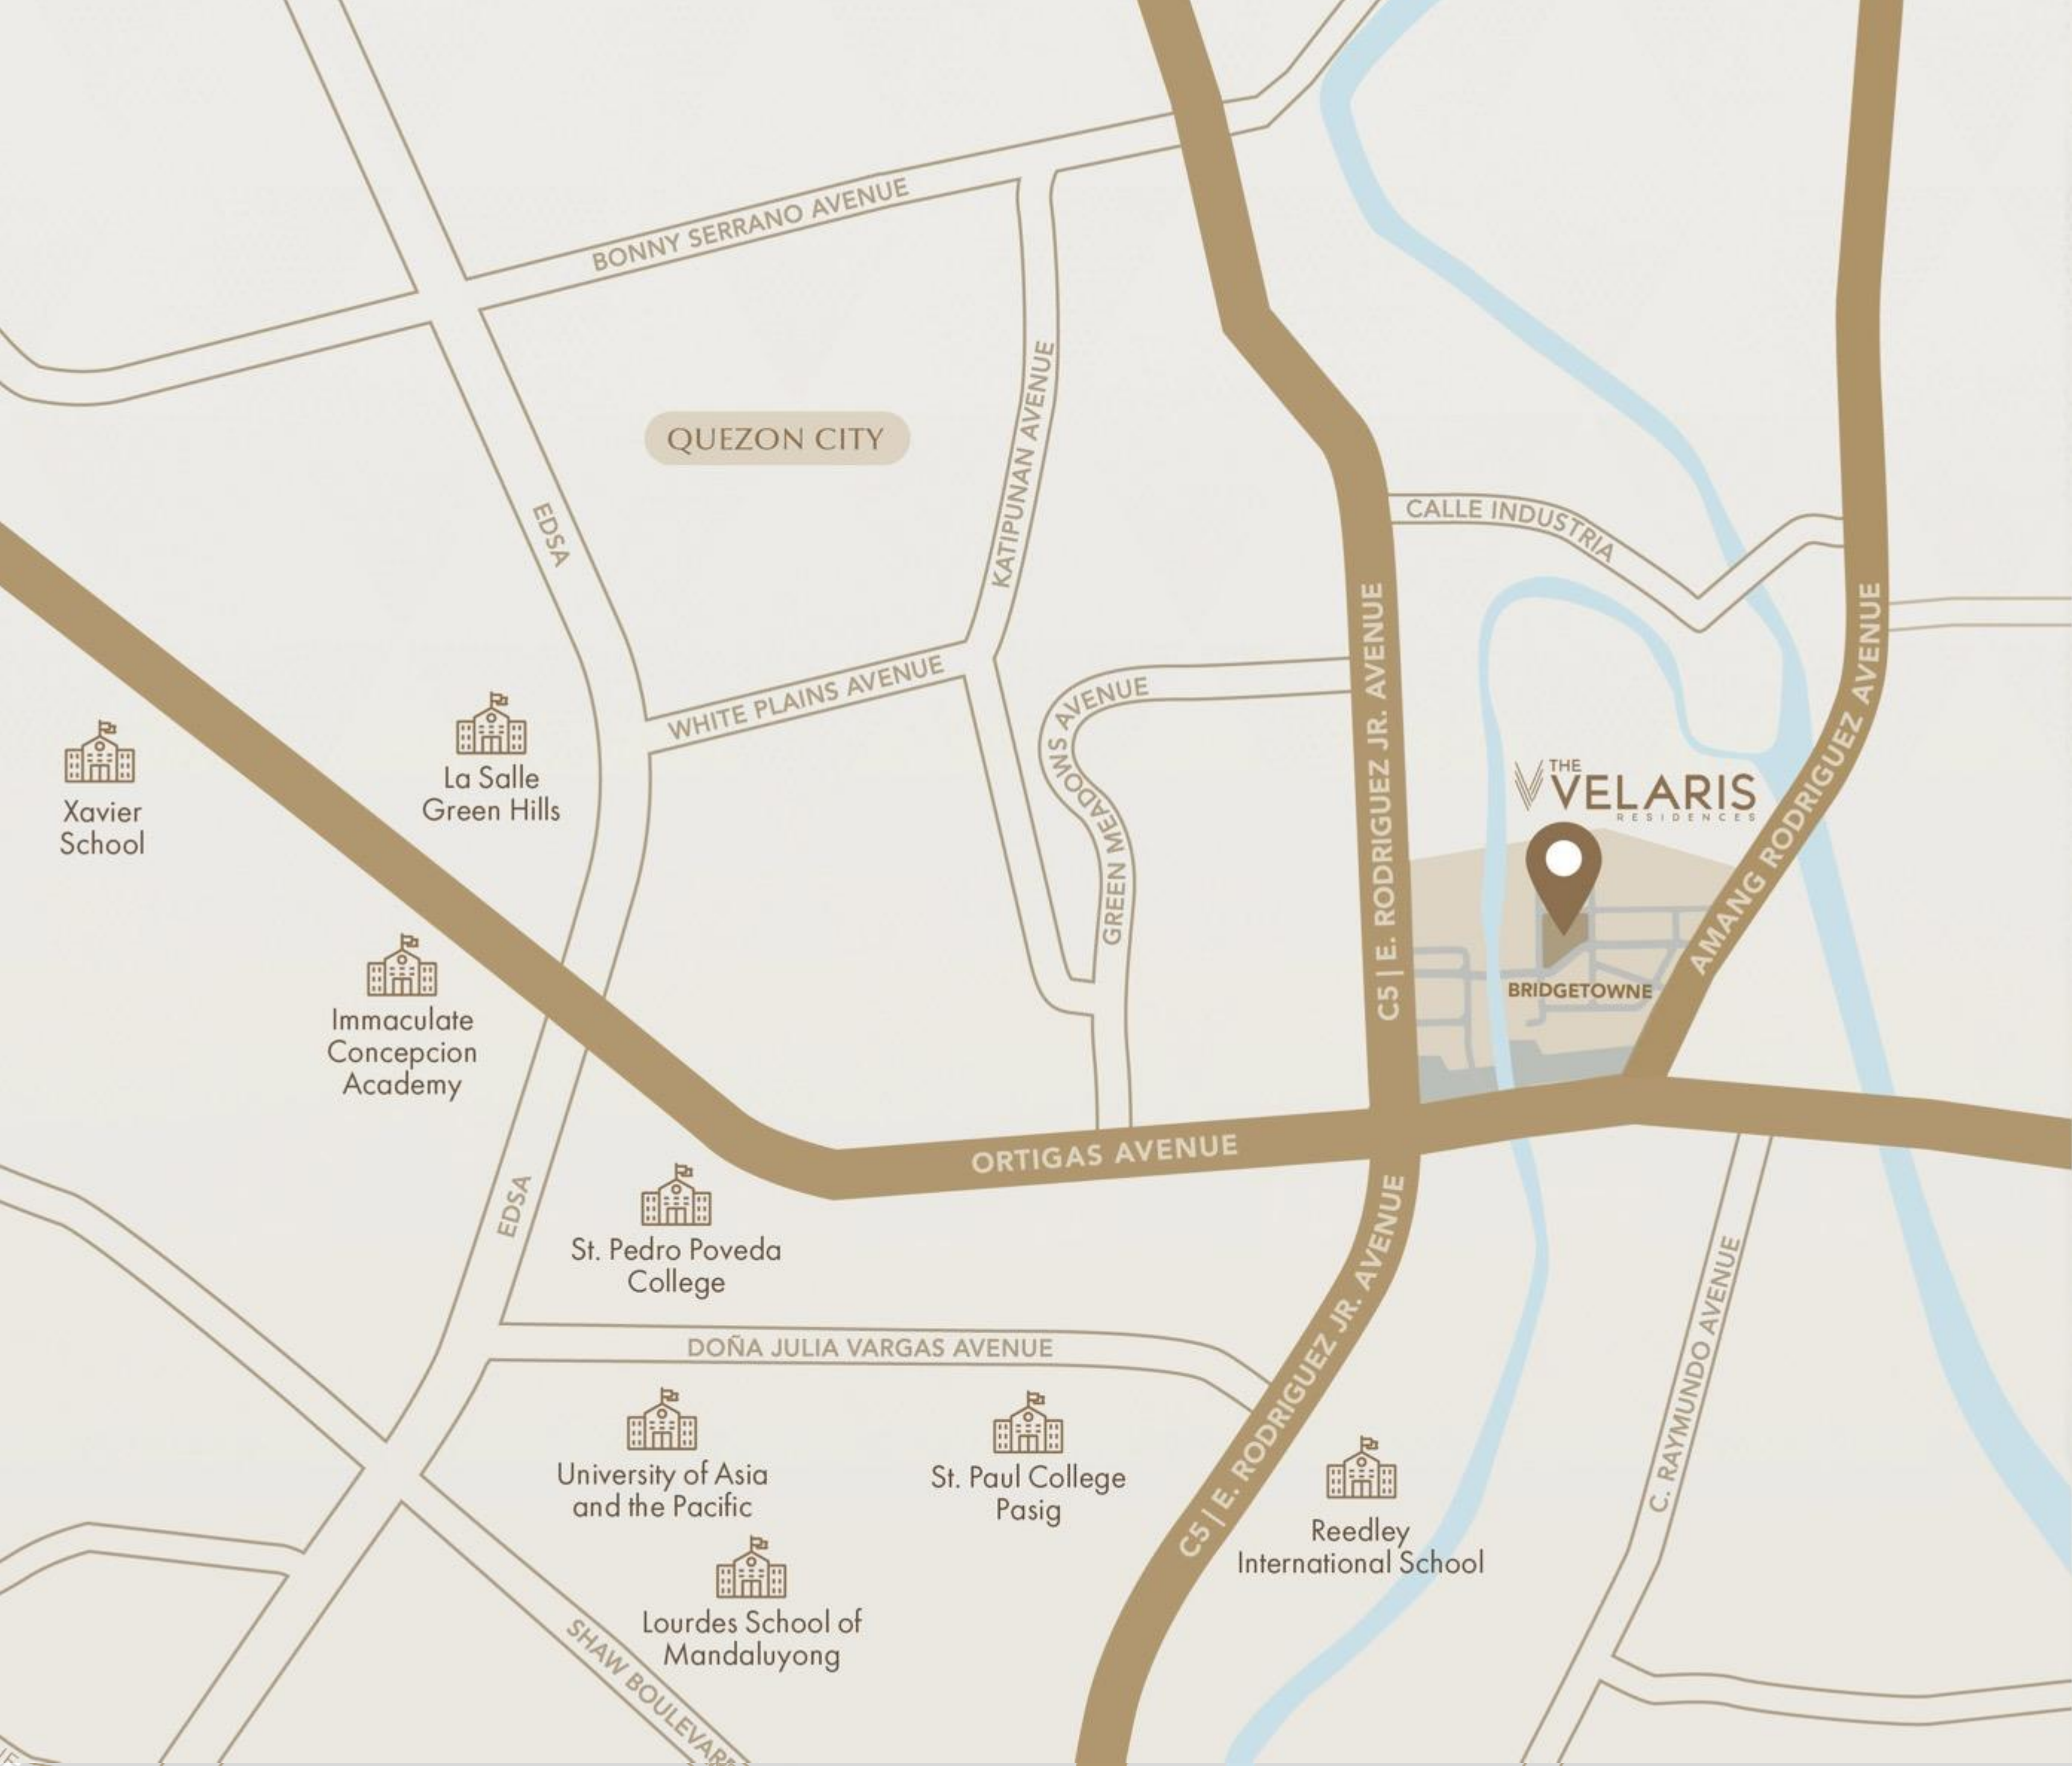 BONNY SERRANO AVENUE
QUEZON CITY
KATIPUNAN AVENUE
EDSA
CALLE INDUSTRIA
WHITE PLAINS AVENUE
GREEN MEADOWS AVENUE
C5 | E. RODRIGUEZ JR. AVENUE
AMANG RODRIGUEZ AVENUE
La Salle
Green Hills
Xavier
School
THE
VELARIS
RESIDENCES
BRIDGETOWNE
Immaculate
Concepcion
Academy
ORTIGAS AVENUE
EDSA
St. Pedro Poveda
College
C5 | E. RODRIGUEZ JR. AVENUE
C. RAYMUNDO AVENUE
DOÑA JULIA VARGAS AVENUE
University of Asia
and the Pacific
St. Paul College
Pasig
Reedley
International School
Lourdes School of
Mandaluyong
SHAW BOULEVARD